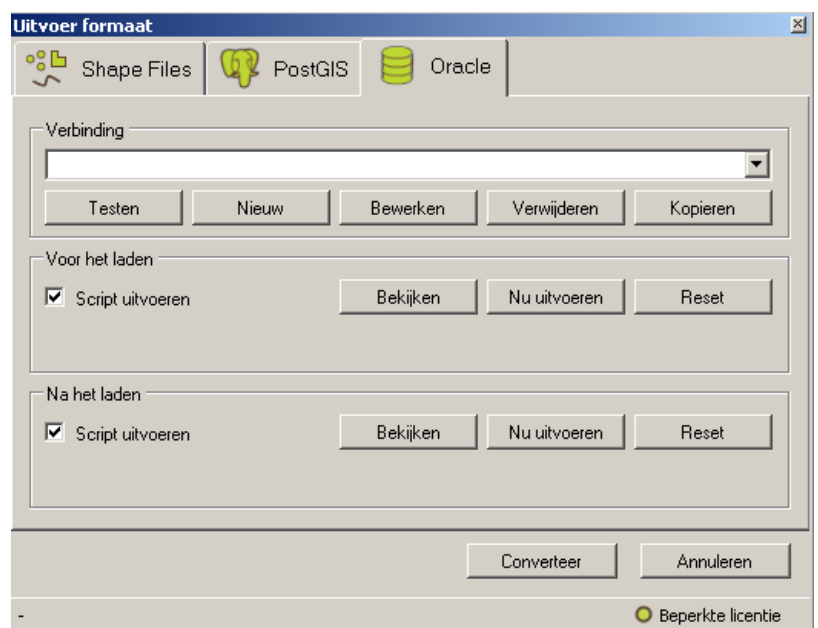 Uitvoer formaat
Shape Files PostGIS Oracle
Verbinding
Testen Nieuw Bewerken Verwijderen Kopieren
Voor het laden
Script uitvoeren Bekijken Nu uitvoeren Reset
Na het laden
Script uitvoeren Bekijken Nu uitvoeren Reset
Converteer Annuleren
- Beperkte licentie